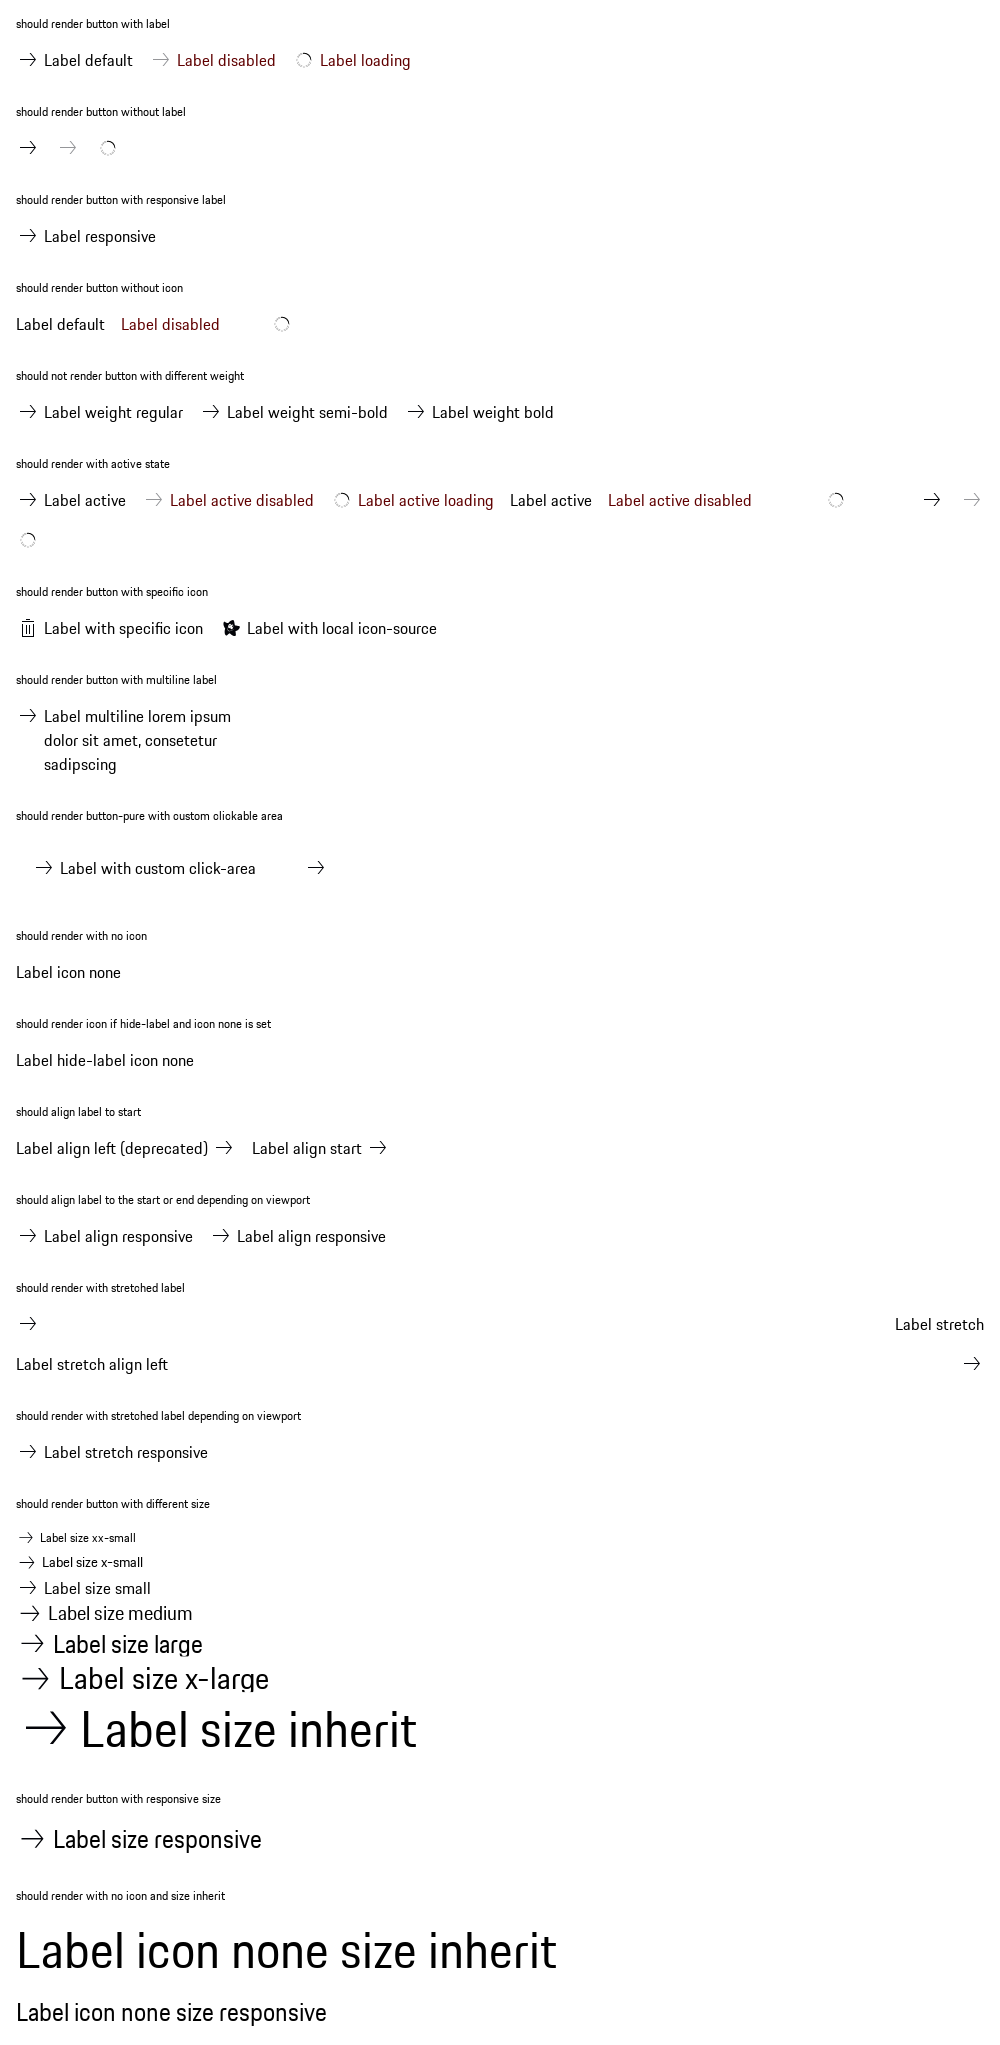 should render button with label
Label default Label disabled Label loading
should render button without label
should render button with responsive label
Label responsive
should render button without icon
Label default Label disabled
should not render button with different weight
Label weight regular Label weight semi-bold Label weight bold
should render with active state
Label active Label active disabled Label active loading Label active Label active disabled
should render button with specific icon
Label with specific icon Label with local icon-source
should render button with multiline label
Label multiline lorem ipsum
dolor sit amet, consetetur
sadipscing
should render button-pure with custom clickable area
Label with custom click-area
should render with no icon
Label icon none
should render icon if hide-label and icon none is set
Label hide-label icon none
should align label to start
Label align left (deprecated) Label align start
should align label to the start or end depending on viewport
Label align responsive Label align responsive
should render with stretched label
Label stretch
Label stretch align left
should render with stretched label depending on viewport
Label stretch responsive
should render button with different size
Label size xx-small
Label size x-small
Label size small
Label size medium
Label size large
Label size x-large
Label size inherit
should render button with responsive size
Label size responsive
should render with no icon and size inherit
Label icon none size inherit
Label icon none size responsive